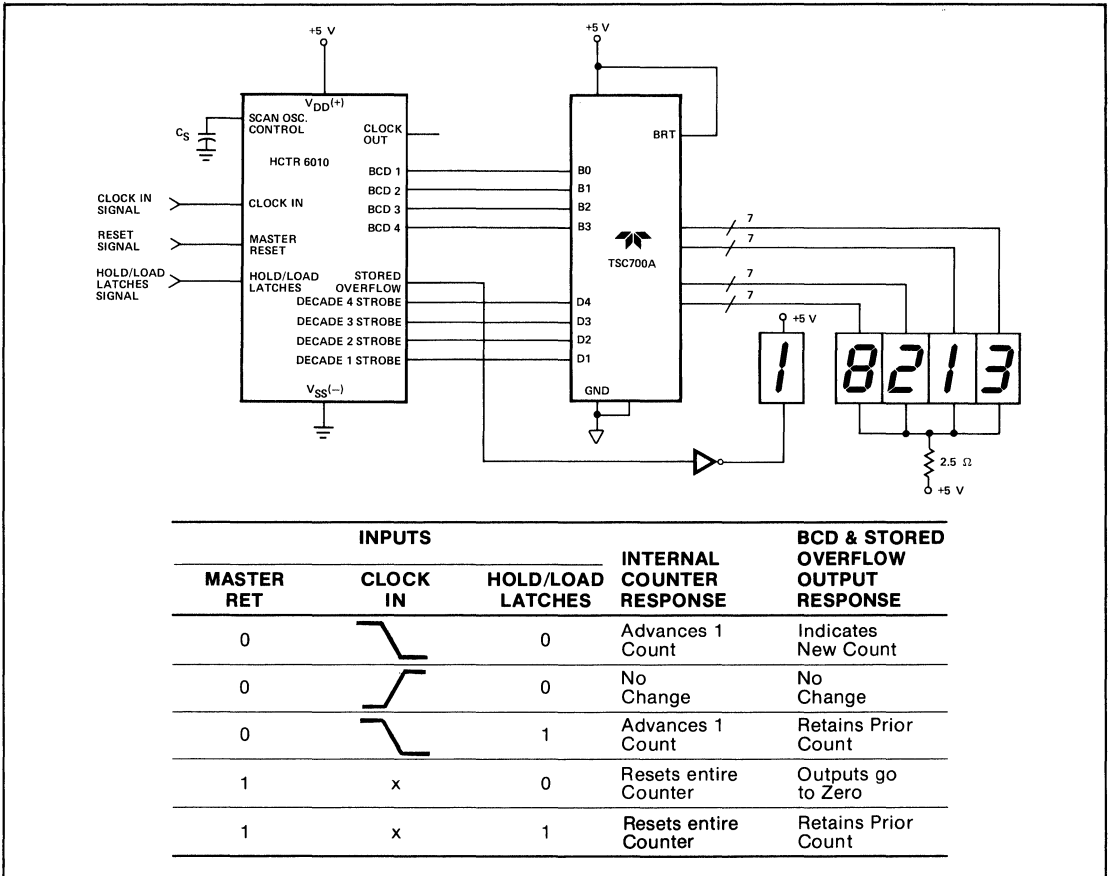 +5 V
+5 V
VDD(+)
SCAN OSC.
CONTROL
CS
CLOCK
OUT
BRT
HCTR 6010
BCD 1
B0
BCD 2
B1
CLOCK IN
SIGNAL
CLOCK IN
BCD 3
B2
BCD 4
B3
7
RESET
SIGNAL
MASTER
RESET
7
TSC700A
HOLD/LOAD
LATCHES
SIGNAL
HOLD/LOAD
LATCHES
STORED
OVERFLOW
7
DECADE 4 STROBE
D4
7
DECADE 3 STROBE
D3
+5 V
DECADE 2 STROBE
D2
DECADE 1 STROBE
D1
1 8213
VSS(–)
GND
2.5 Ω
+5 V
INPUTS
MASTER
RET
CLOCK
IN
HOLD/LOAD
LATCHES
INTERNAL
COUNTER
RESPONSE
BCD & STORED
OVERFLOW
OUTPUT
RESPONSE
0 0 Advances 1 Indicates
Count New Count
0 0 No No
Change Change
0 1 Advances 1 Retains Prior
Count Count
1 x 0 Resets entire Outputs go
Counter to Zero
1 x 1 Resets entire Retains Prior
Counter Count